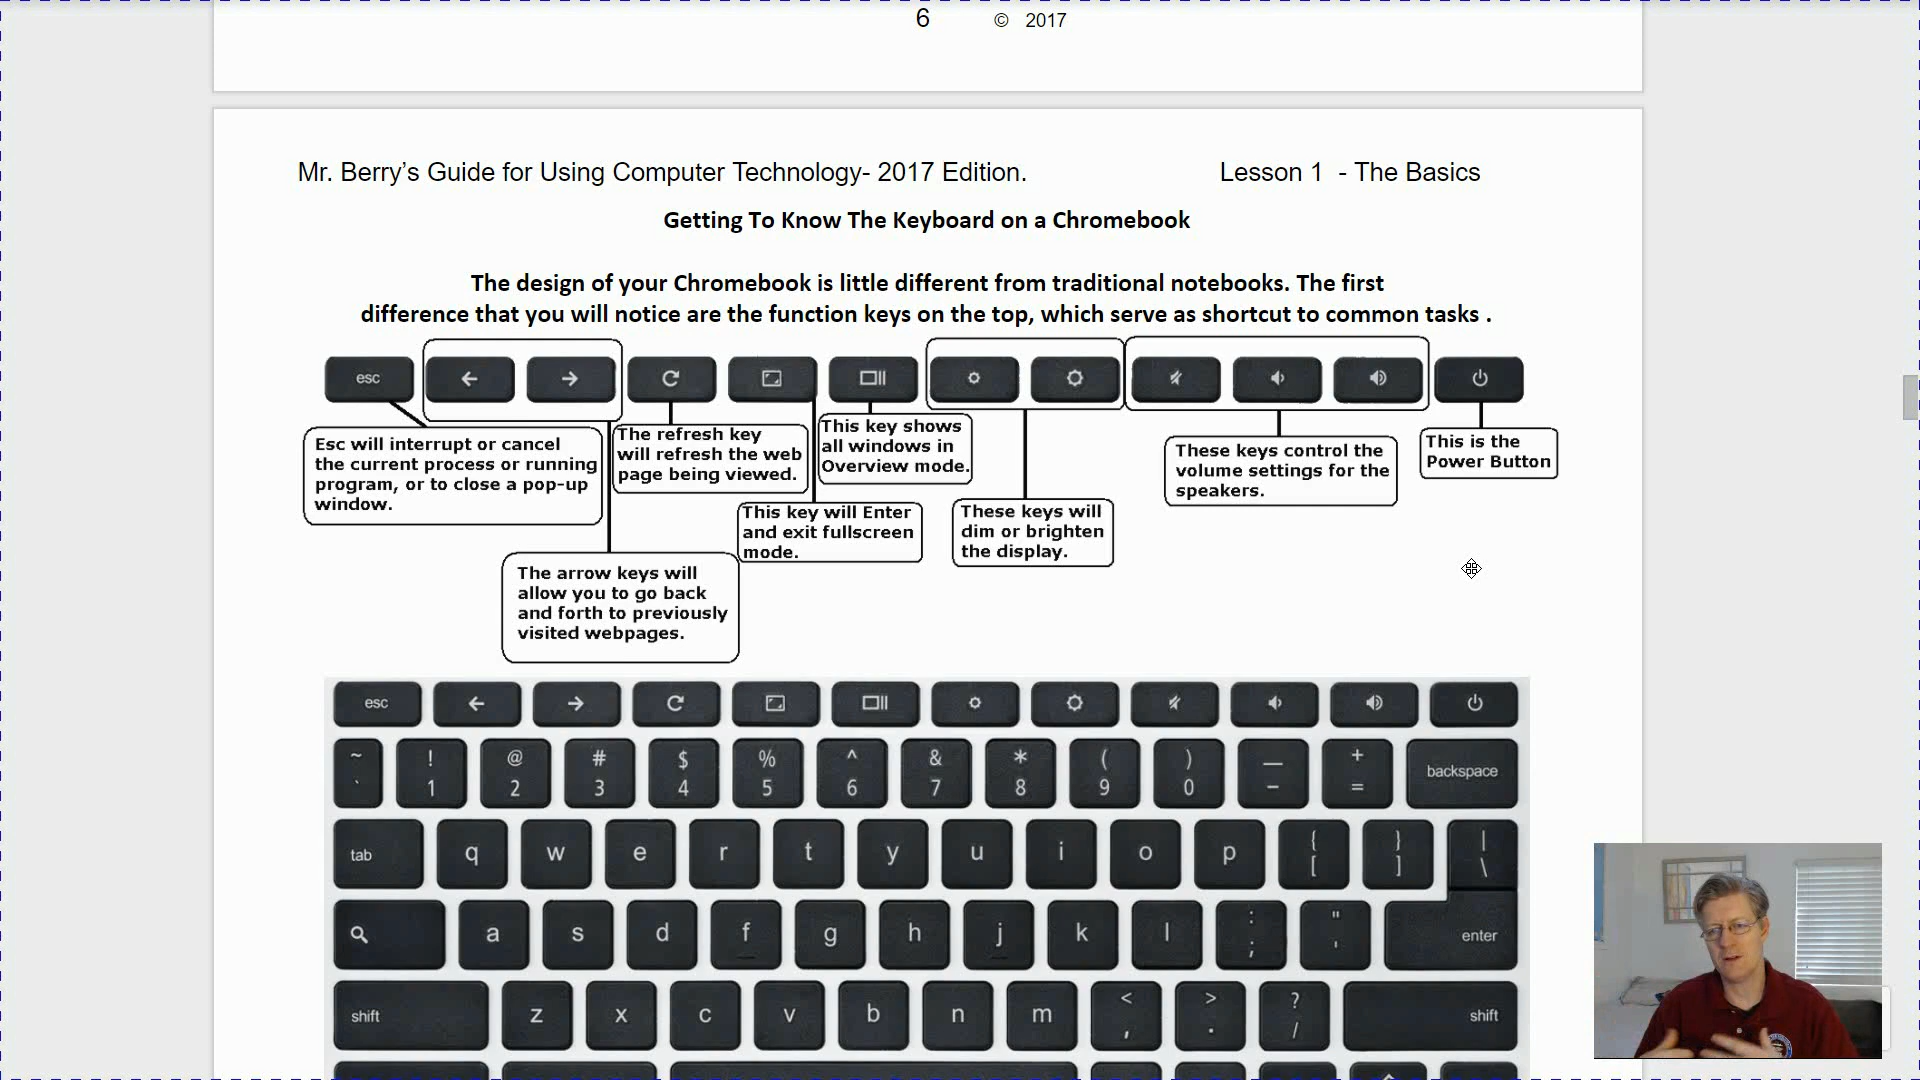 6 © 2017
Mr. Berry’s Guide for Using Computer Technology- 2017 Edition. Lesson 1 - The Basics
Getting To Know The Keyboard on a Chromebook
The design of your Chromebook is little different from traditional notebooks. The first
difference that you will notice are the function keys on the top, which serve as shortcut to common tasks .
esc
Esc will interrupt or cancel
the current process or running
program, or to close a pop-up
window.
The arrow keys will
allow you to go back
and forth to previously
visited webpages.
The refresh key
will refresh the web
page being viewed.
This key will Enter
and exit fullscreen
mode.
This key shows
all windows in
Overview mode.
These keys will
dim or brighten
the display.
These keys control the
volume settings for the
speakers.
This is the
Power Button
esc
~ ! @ # $ % ^ & * ( ) — +
` 1 2 3 4 5 6 7 8 9 0 - = backspace
tab q w e r t y u i o p { [ } ] | \
a s d f g h j k l : ; " ' enter
shift z x c v b n m < , > . ? / shift